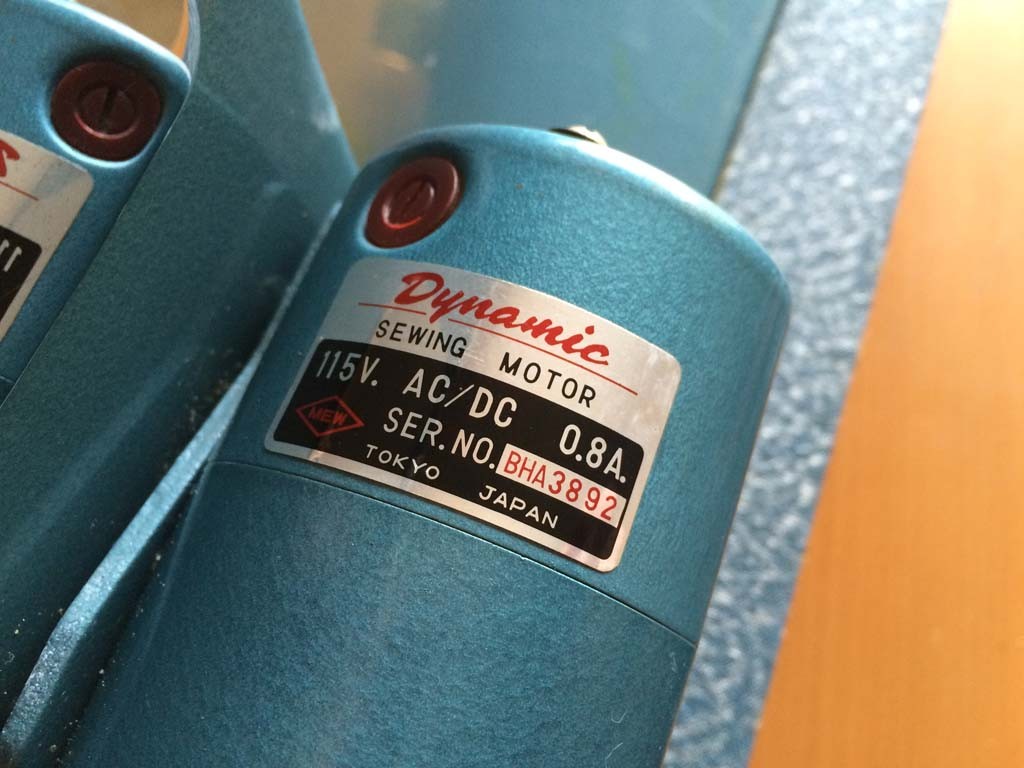 Dynamic
SEWING MOTOR
115V. AC/DC 0.8A.
MEW
SER. NO. BHA3892
TOKYO JAPAN